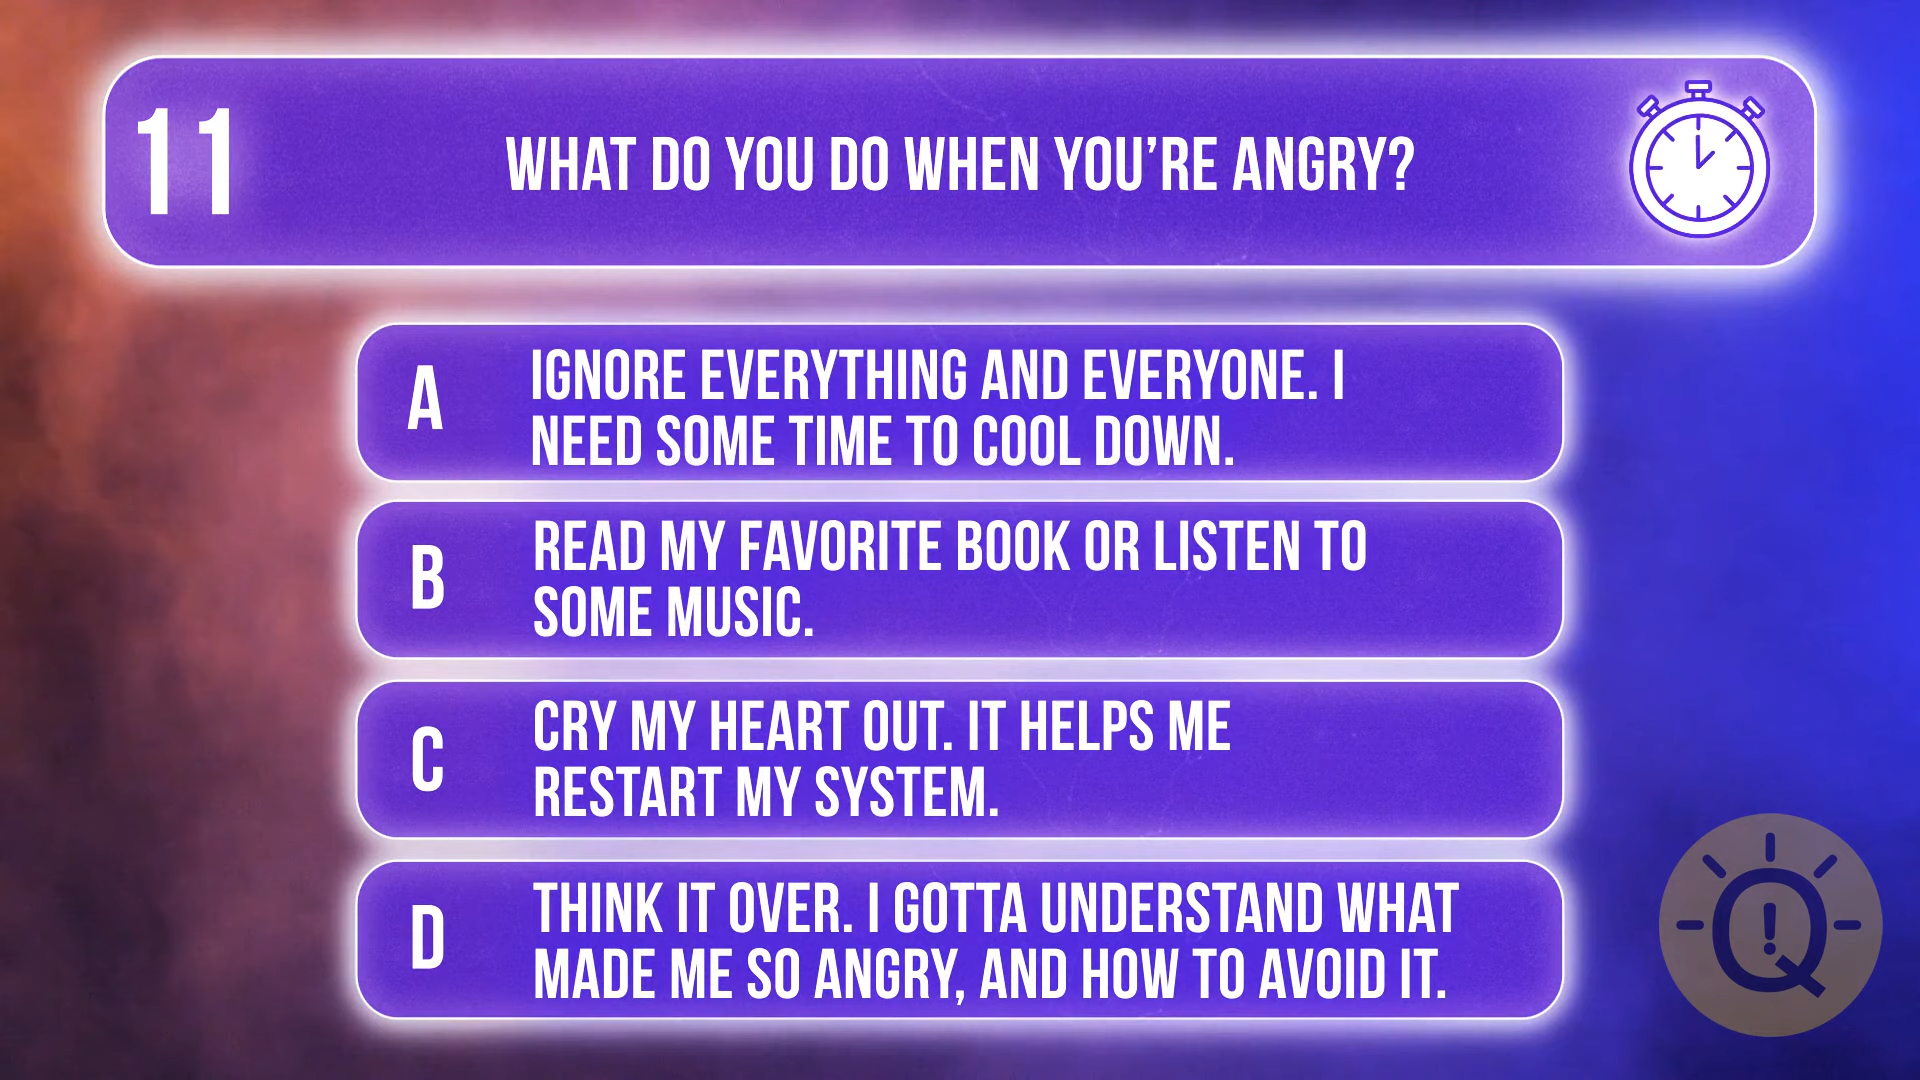 11
WHAT DO YOU DO WHEN YOU'RE ANGRY?
A
IGNORE EVERYTHING AND EVERYONE. I
NEED SOME TIME TO COOL DOWN.
B
READ MY FAVORITE BOOK OR LISTEN TO
SOME MUSIC.
C
CRY MY HEART OUT. IT HELPS ME
RESTART MY SYSTEM.
D
THINK IT OVER. I GOTTA UNDERSTAND WHAT
MADE ME SO ANGRY, AND HOW TO AVOID IT.
Q!